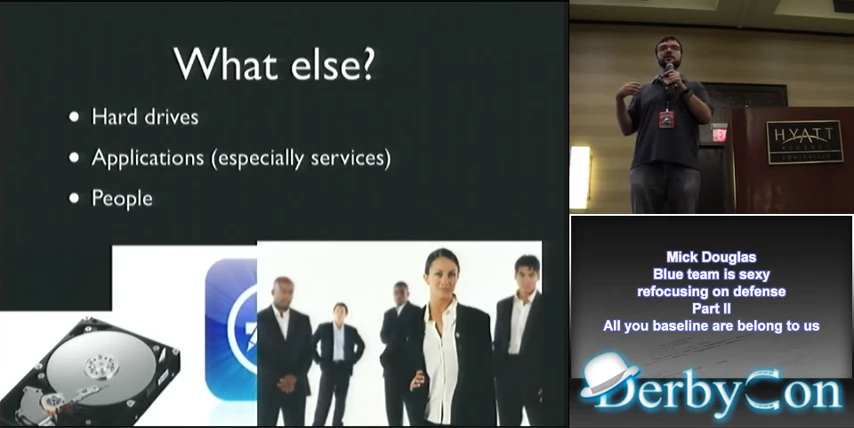 What else?
• Hard drives
• Applications (especially services)
• People
HYATT
Mick Douglas
Blue team is sexy
refocusing on defense
Part II
All you baseline are belong to us
DerbyCon